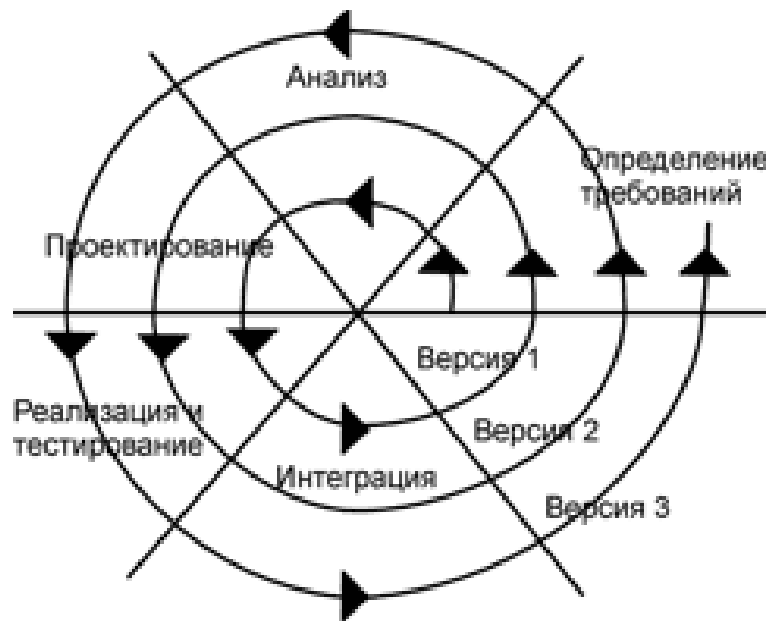 Анализ
Определение
требований
Проектирование
Версия 1
Реализация и
тестирование
Версия 2
Интеграция
Версия 3